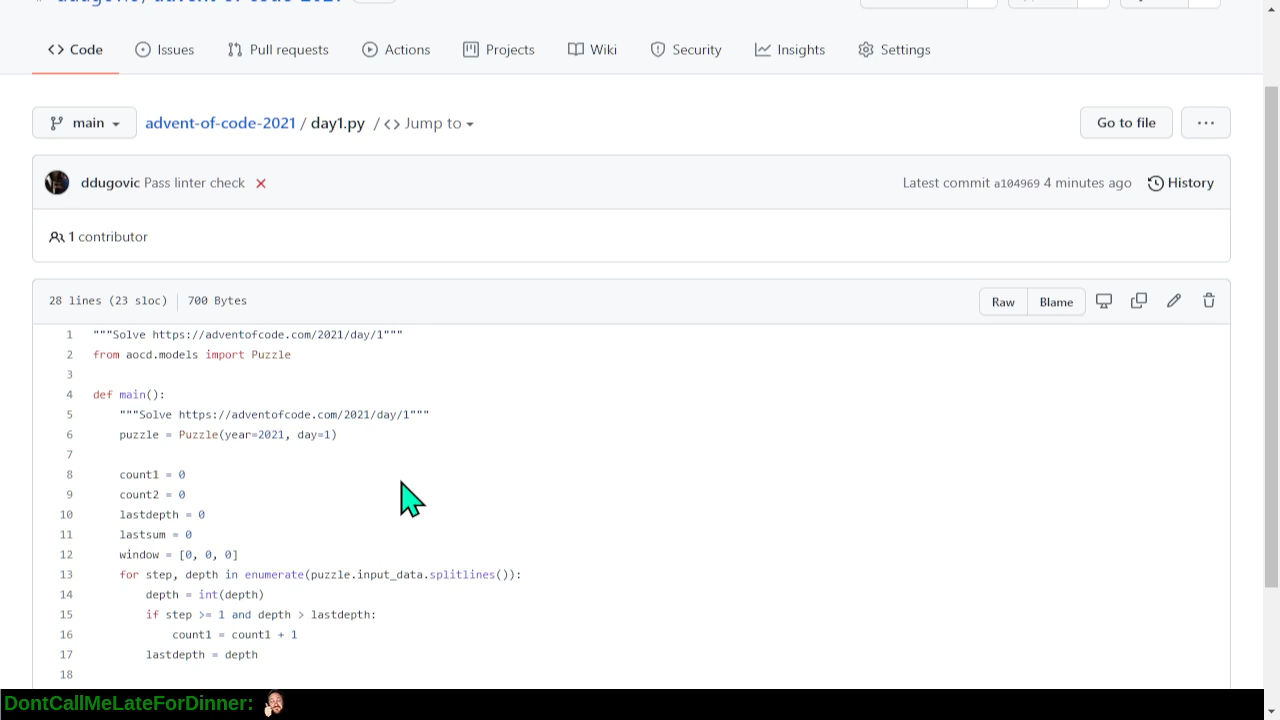 Code Issues Pull requests Actions Projects Wiki Security Insights Settings
main advent-of-code-2021 / day1.py / <> Jump to Go to file ...
ddugovic Pass linter check Latest commit a104969 4 minutes ago History
1 contributor
28 lines (23 sloc) 700 Bytes Raw Blame
1 """Solve https://adventofcode.com/2021/day/1"""
2 from aocd.models import Puzzle
3
4 def main():
5 """Solve https://adventofcode.com/2021/day/1"""
6 puzzle = Puzzle(year=2021, day=1)
7
8 count1 = 0
9 count2 = 0
10 lastdepth = 0
11 lastsum = 0
12 window = [0, 0, 0]
13 for step, depth in enumerate(puzzle.input_data.splitlines()):
14 depth = int(depth)
15 if step >= 1 and depth > lastdepth:
16 count1 = count1 + 1
17 lastdepth = depth
18
DontCallMeLateForDinner: